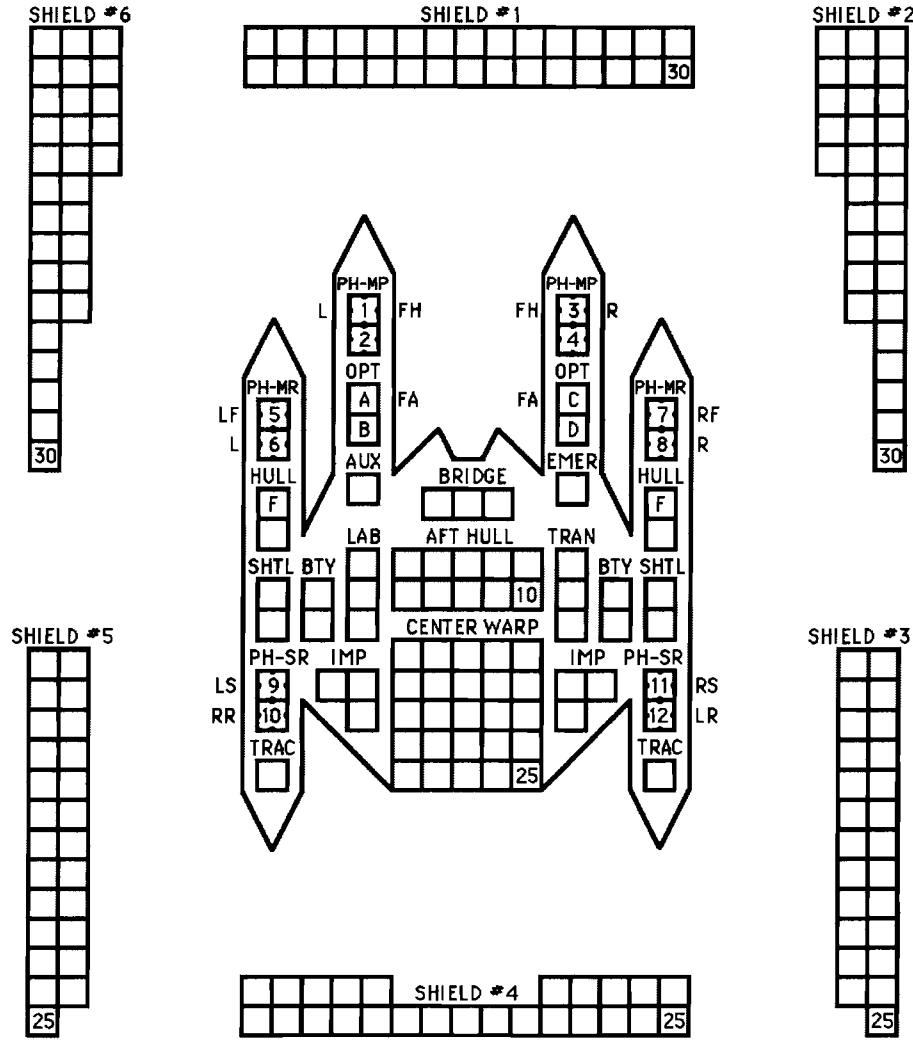 SHIELD #6
SHIELD #1
SHIELD #2
30
PH-MP
PH-MP
L 1 FH
FH 3 R
2
4
OPT
OPT
PH-MR
A FA
FA C
PH-MR
LF 5
B
D
7 RF
L 6
8 R
30
AUX
BRIDGE
EMER
30
HULL
HULL
F
F
LAB
AFT HULL
TRAN
SHTL BTY
10
BTY SHTL
SHIELD #5
CENTER WARP
SHIELD #3
PH-SR IMP
IMP PH-SR
LS 9
11 RS
RR 10
12 LR
TRAC
25
TRAC
SHIELD #4
25
25
25